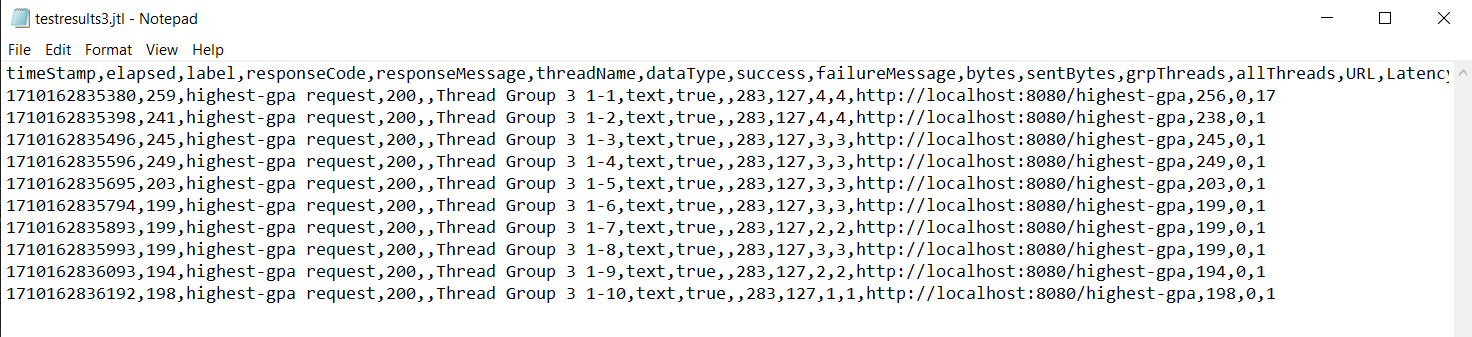 testresults3.jtl - Notepad
File Edit Format View Help
timeStamp,elapsed,label,responseCode,responseMessage,threadName,dataType,success,failureMessage,bytes,sentBytes,grpThreads,allThreads,URL,Latency
1710162835380,259,highest-gpa request,200,,Thread Group 3 1-1,text,true,,283,127,4,4,http://localhost:8080/highest-gpa,256,0,17
1710162835398,241,highest-gpa request,200,,Thread Group 3 1-2,text,true,,283,127,4,4,http://localhost:8080/highest-gpa,238,0,1
1710162835496,245,highest-gpa request,200,,Thread Group 3 1-3,text,true,,283,127,3,3,http://localhost:8080/highest-gpa,245,0,1
1710162835596,249,highest-gpa request,200,,Thread Group 3 1-4,text,true,,283,127,3,3,http://localhost:8080/highest-gpa,249,0,1
1710162835695,203,highest-gpa request,200,,Thread Group 3 1-5,text,true,,283,127,3,3,http://localhost:8080/highest-gpa,203,0,1
1710162835794,199,highest-gpa request,200,,Thread Group 3 1-6,text,true,,283,127,3,3,http://localhost:8080/highest-gpa,199,0,1
1710162835893,199,highest-gpa request,200,,Thread Group 3 1-7,text,true,,283,127,2,2,http://localhost:8080/highest-gpa,199,0,1
1710162835993,199,highest-gpa request,200,,Thread Group 3 1-8,text,true,,283,127,3,3,http://localhost:8080/highest-gpa,199,0,1
1710162836093,194,highest-gpa request,200,,Thread Group 3 1-9,text,true,,283,127,2,2,http://localhost:8080/highest-gpa,194,0,1
1710162836192,198,highest-gpa request,200,,Thread Group 3 1-10,text,true,,283,127,1,1,http://localhost:8080/highest-gpa,198,0,1